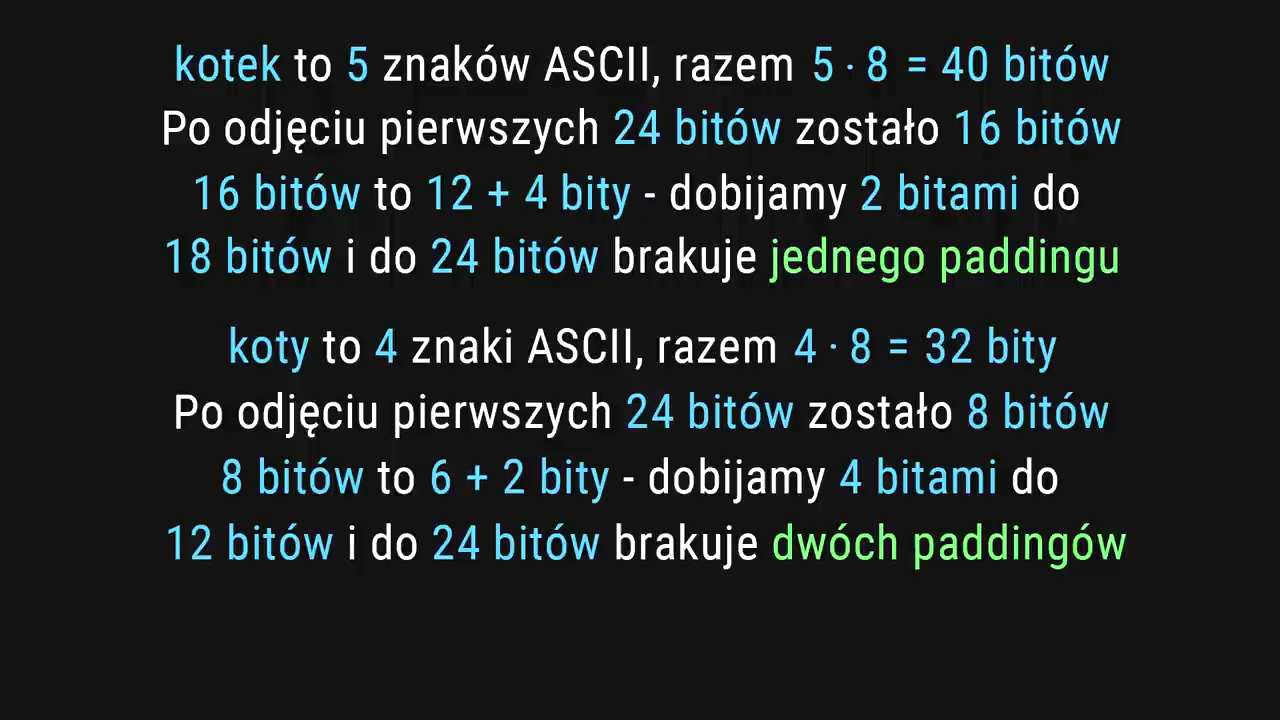 kotek to 5 znaków ASCII, razem 5 · 8 = 40 bitów
Po odjęciu pierwszych 24 bitów zostało 16 bitów
16 bitów to 12 + 4 bity - dobijamy 2 bitami do
18 bitów i do 24 bitów brakuje jednego paddingu
koty to 4 znaki ASCII, razem 4 · 8 = 32 bity
Po odjęciu pierwszych 24 bitów zostało 8 bitów
8 bitów to 6 + 2 bity - dobijamy 4 bitami do
12 bitów i do 24 bitów brakuje dwóch paddingów